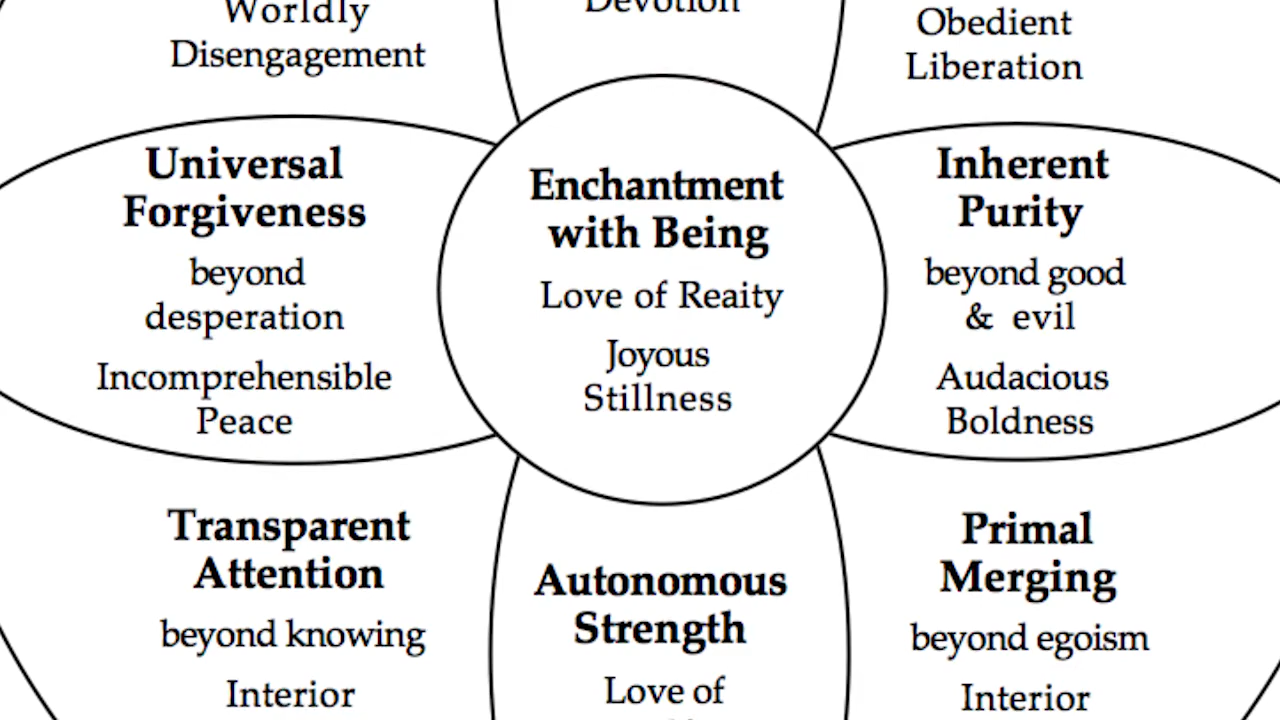 Worldly
Disengagement
Devotion
Obedient
Liberation
Universal
Forgiveness
beyond
desperation
Incomprehensible
Peace
Enchantment
with Being
Love of Reaity
Joyous
Stillness
Inherent
Purity
beyond good
& evil
Audacious
Boldness
Transparent
Attention
beyond knowing
Interior
Autonomous
Strength
Love of
Primal
Merging
beyond egoism
Interior